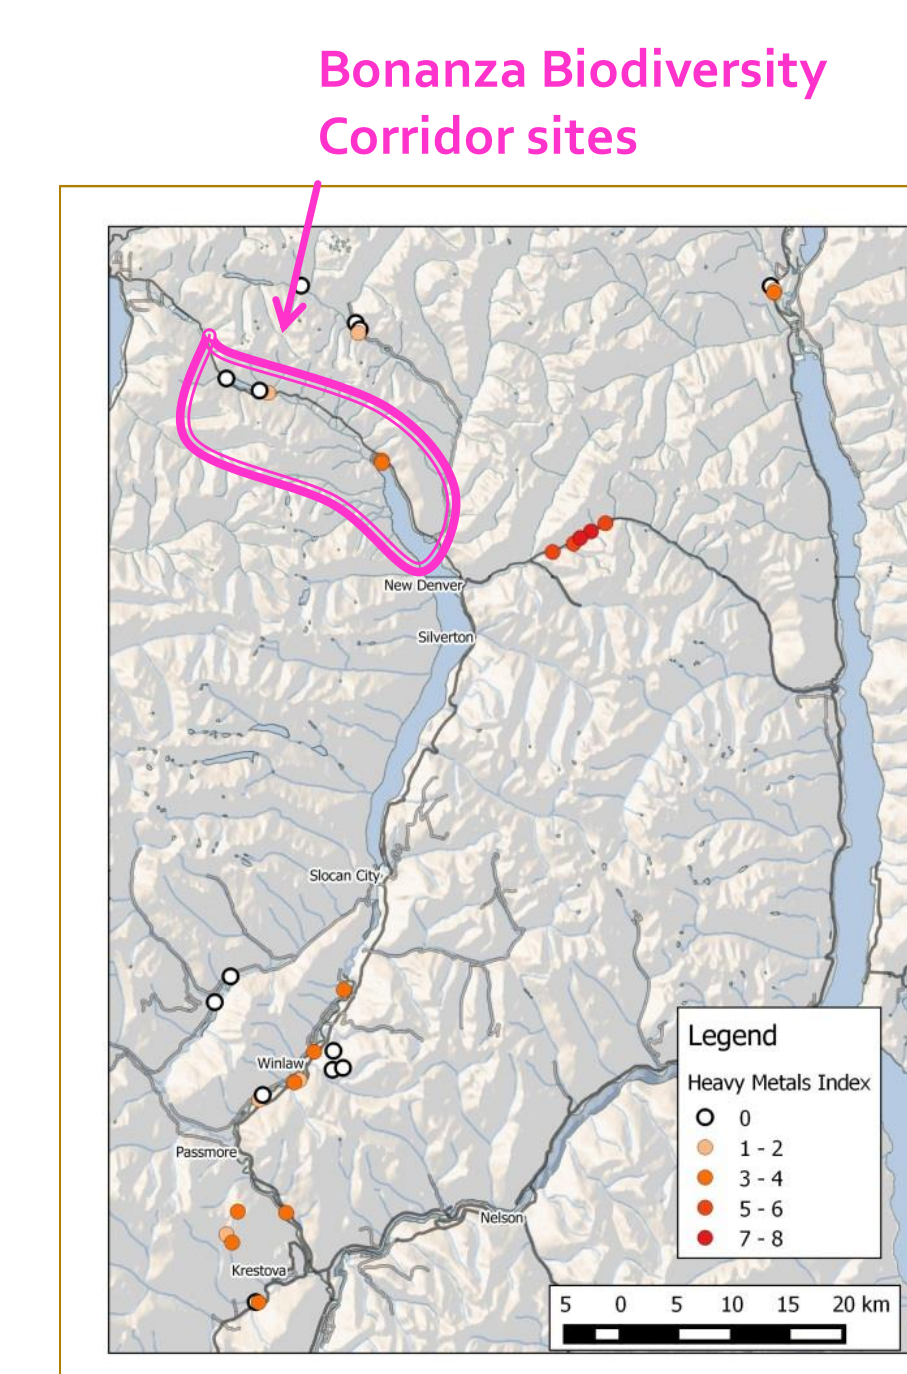 Bonanza Biodiversity
Corridor sites
New Denver
Silverton
Slocan City
Winlaw
Passmore
Nelson
Krestova
Legend
Heavy Metals Index
0
1 - 2
3 - 4
5 - 6
7 - 8
5 0 5 10 15 20 km